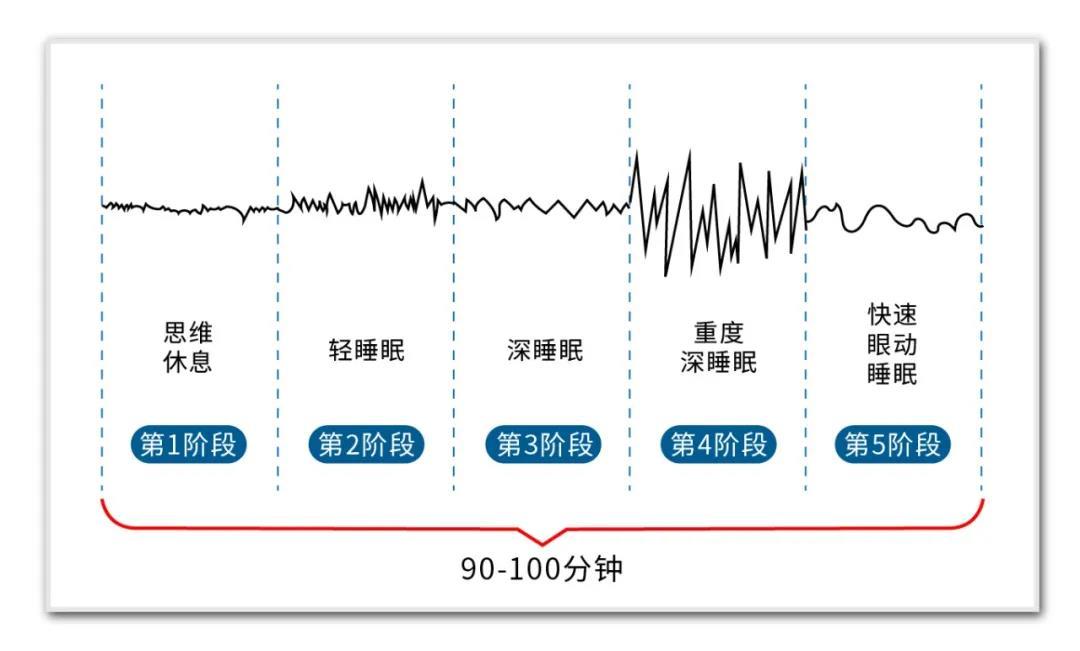 思维
休息
轻睡眠
深睡眠
重度
深睡眠
快速
眼动
睡眠
第1阶段
第2阶段
第3阶段
第4阶段
第5阶段
90-100分钟